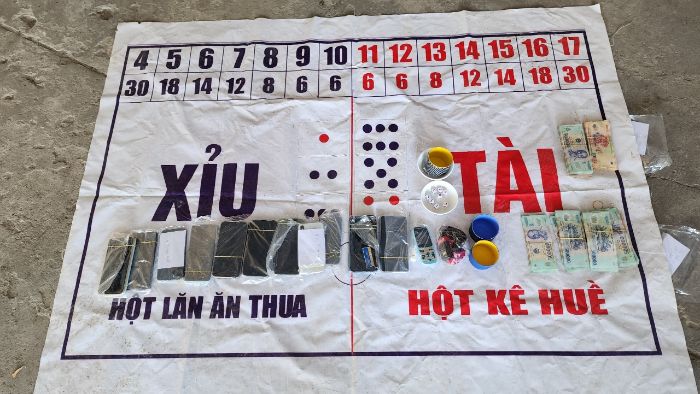 4 5 6 7 8 9 10 11 12 13 14 15 16 17
30 18 14 12 8 6 6 6 6 8 12 14 18 30
XỈU TÀI
HỘT LĂN ĂN THUA HỘT KÊ HUỀ